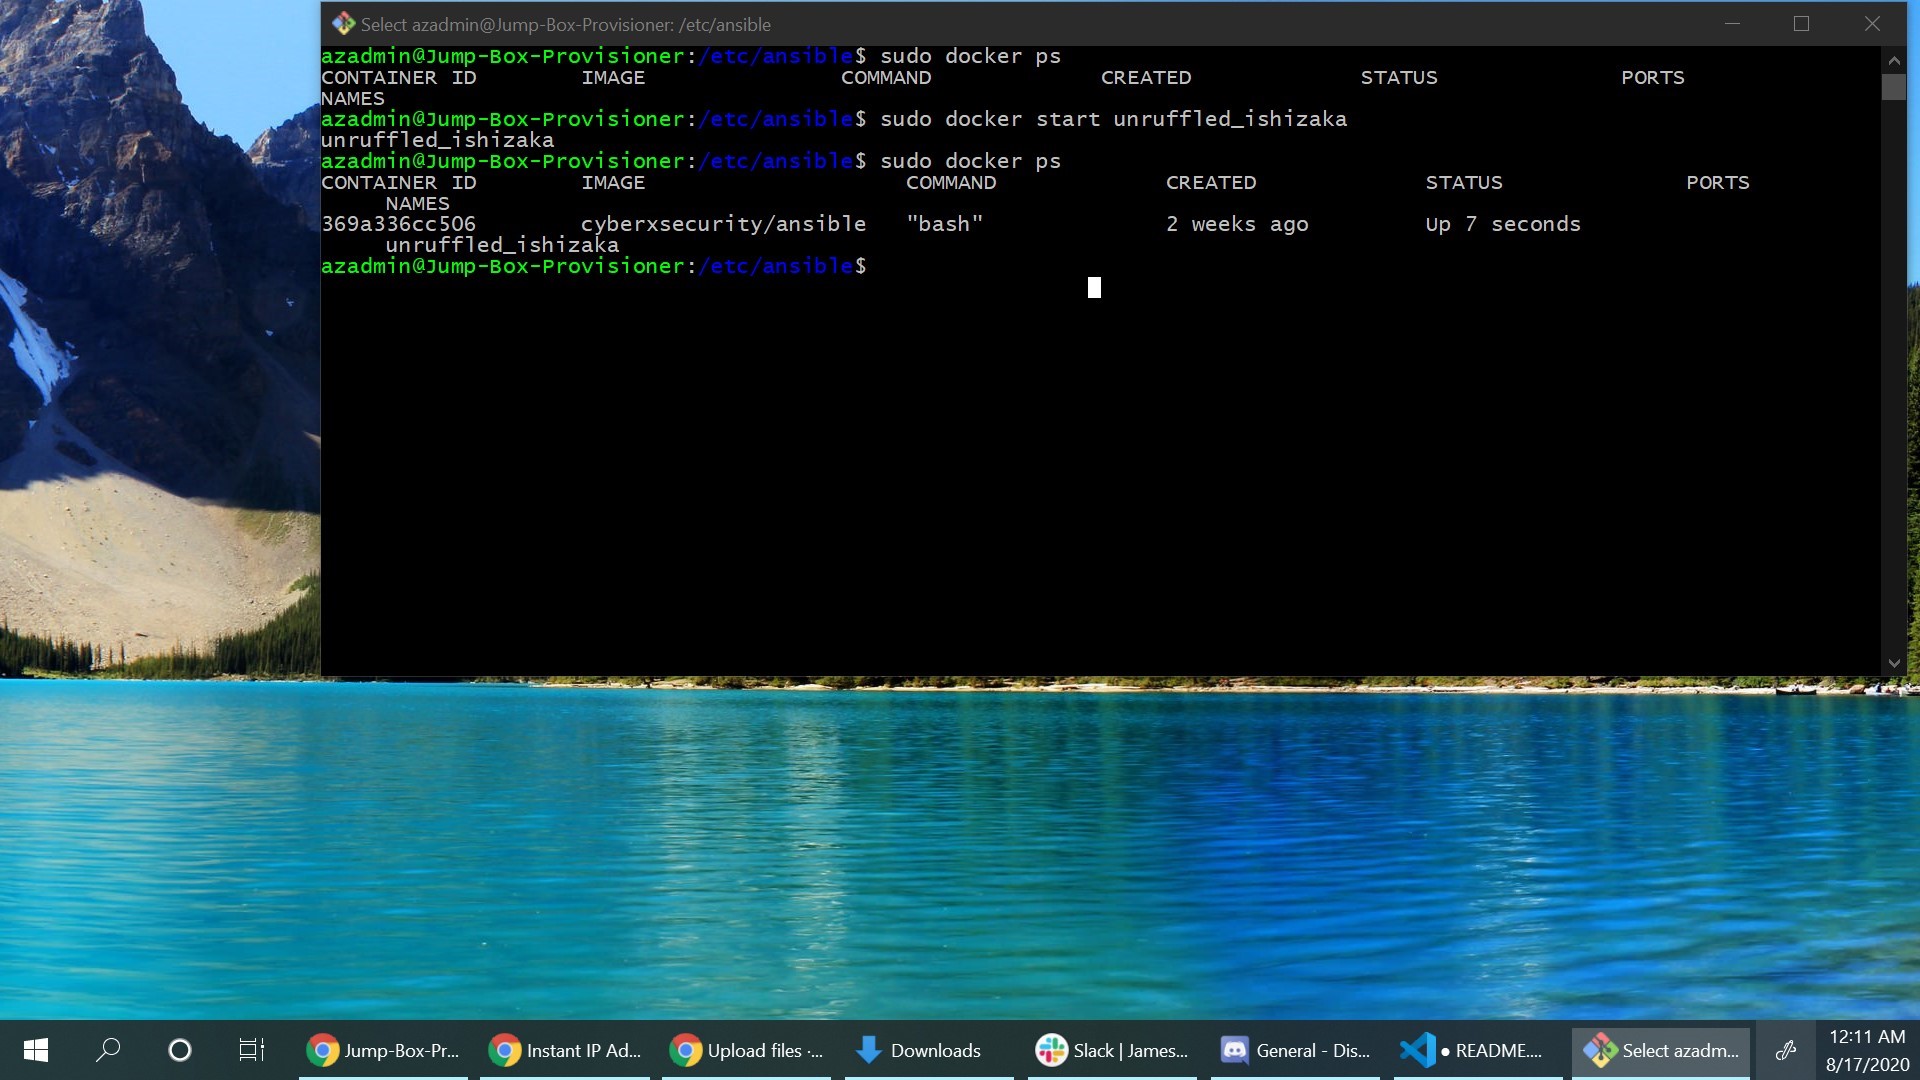 Select azadmin@Jump-Box-Provisioner: /etc/ansible
azadmin@Jump-Box-Provisioner:/etc/ansible$ sudo docker ps
CONTAINER ID IMAGE COMMAND CREATED STATUS PORTS
NAMES
azadmin@Jump-Box-Provisioner:/etc/ansible$ sudo docker start unruffled_ishizaka
unruffled_ishizaka
azadmin@Jump-Box-Provisioner:/etc/ansible$ sudo docker ps
CONTAINER ID IMAGE COMMAND CREATED STATUS PORTS
NAMES
369a336cc506 cyberxsecurity/ansible "bash" 2 weeks ago Up 7 seconds
unruffled_ishizaka
azadmin@Jump-Box-Provisioner:/etc/ansible$
Jump-Box-Pr... Instant IP Ad... Upload files ·... Downloads Slack | James... General - Dis... ● README.... Select azadm... 12:11 AM
8/17/2020